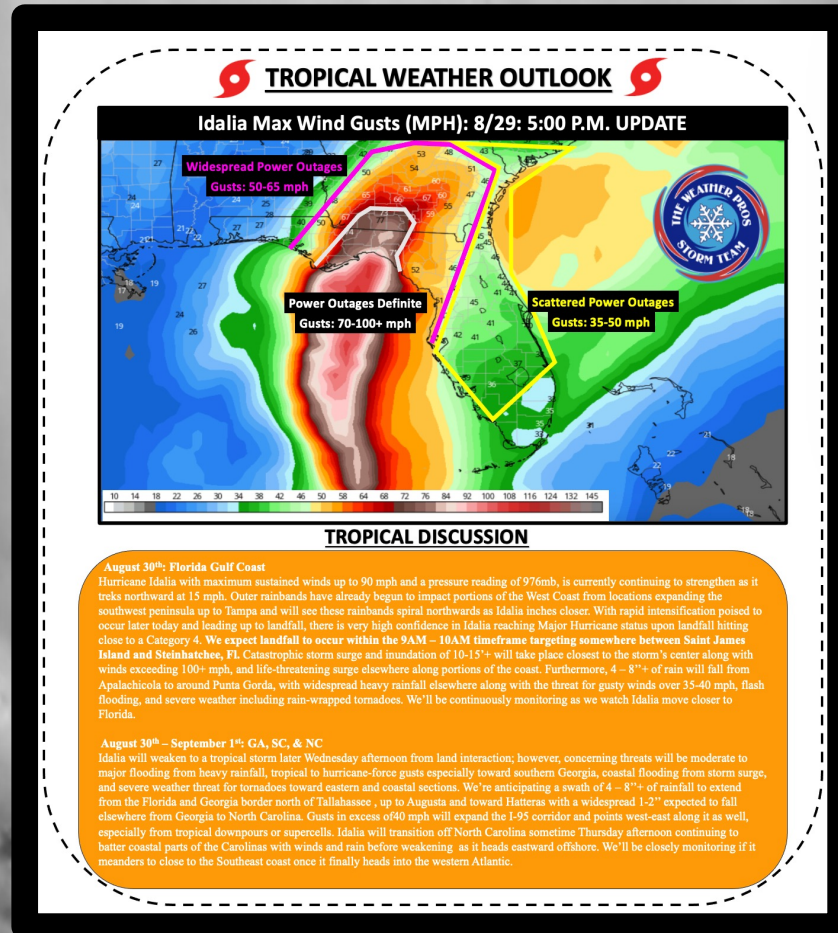 TROPICAL WEATHER OUTLOOK
Idalia Max Wind Gusts (MPH): 8/29: 5:00 P.M. UPDATE
Widespread Power Outages
Gusts: 50-65 mph
THE WEATHER PROS
STORM TEAM
Power Outages Definite
Gusts: 70-100+ mph
Scattered Power Outages
Gusts: 35-50 mph
10 14 18 22 26 30 34 38 42 46 50 58 64 68 72 76 84 92 100 108 116 124 132 145
TROPICAL DISCUSSION
August 30th: Florida Gulf Coast
Hurricane Idalia with maximum sustained winds up to 90 mph and a pressure reading of 976mb, is currently continuing to strengthen as it
treks northward at 15 mph. Outer rainbands have already begun to impact portions of the West Coast from locations expanding the
southwest peninsula up to Tampa and will see these rainbands spiral northwards as Idalia inches closer. With rapid intensification poised to
occur later today and leading up to landfall, there is very high confidence in Idalia reaching Major Hurricane status upon landfall hitting
close to a Category 4. We expect landfall to occur within the 9AM – 10AM timeframe targeting somewhere between Saint James
Island and Steinhatchee, Fl. Catastrophic storm surge and inundation of 10-15’+ will take place closest to the storm’s center along with
winds exceeding 100+ mph, and life-threatening surge elsewhere along portions of the coast. Furthermore, 4 – 8’’+ of rain will fall from
Apalachicola to around Punta Gorda, with widespread heavy rainfall elsewhere along with the threat for gusty winds over 35-40 mph, flash
flooding, and severe weather including rain-wrapped tornadoes. We’ll be continuously monitoring as we watch Idalia move closer to
Florida.
August 30th – September 1st: GA, SC, & NC
Idalia will weaken to a tropical storm later Wednesday afternoon from land interaction; however, concerning threats will be moderate to
major flooding from heavy rainfall, tropical to hurricane-force gusts especially toward southern Georgia, coastal flooding from storm surge,
and severe weather threat for tornadoes toward eastern and coastal sections. We’re anticipating a swath of 4 – 8’’+ of rainfall to extend
from the Florida and Georgia border north of Tallahassee , up to Augusta and toward Hatteras with a widespread 1-2’’ expected to fall
elsewhere from Georgia to North Carolina. Gusts in excess of40 mph will expand the I-95 corridor and points west-east along it as well,
especially from tropical downpours or supercells. Idalia will transition off North Carolina sometime Thursday afternoon continuing to
batter coastal parts of the Carolinas with winds and rain before weakening  as it heads eastward offshore. We’ll be closely monitoring if it
meanders to close to the Southeast coast once it finally heads into the western Atlantic.